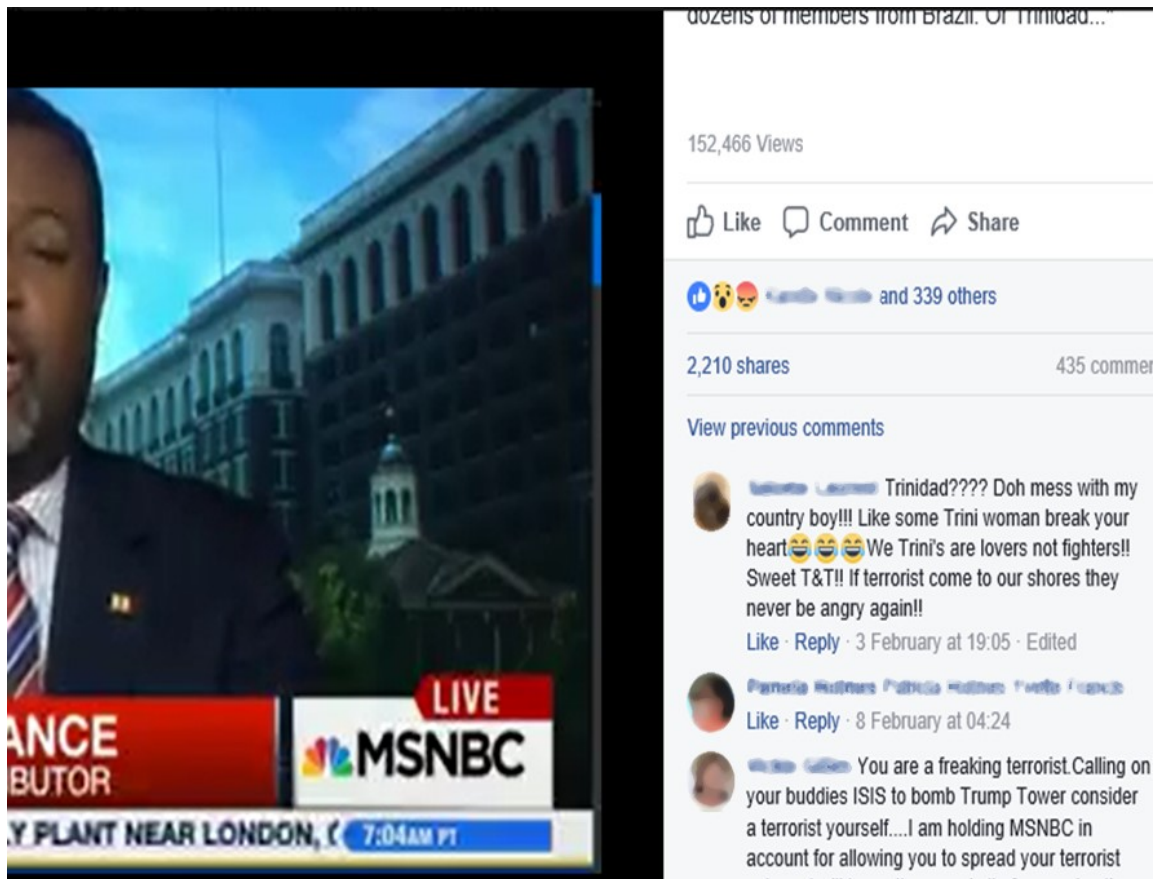 LIVE
MSNBC
ANCE
BUTOR
Y PLANT NEAR LONDON, (
7:04AM PT
dozens of members from Brazil. Or Trinidad..."
152,466 Views
Like Comment Share
and 339 others
2,210 shares 435 commen
View previous comments
Trinidad???? Doh mess with my
country boy!!! Like some Trini woman break your
heart😂😂😂We Trini's are lovers not fighters!!
Sweet T&T!! If terrorist come to our shores they
never be angry again!!
Like · Reply · 3 February at 19:05 · Edited
Like · Reply · 8 February at 04:24
You are a freaking terrorist.Calling on
your buddies ISIS to bomb Trump Tower consider
a terrorist yourself....I am holding MSNBC in
account for allowing you to spread your terrorist